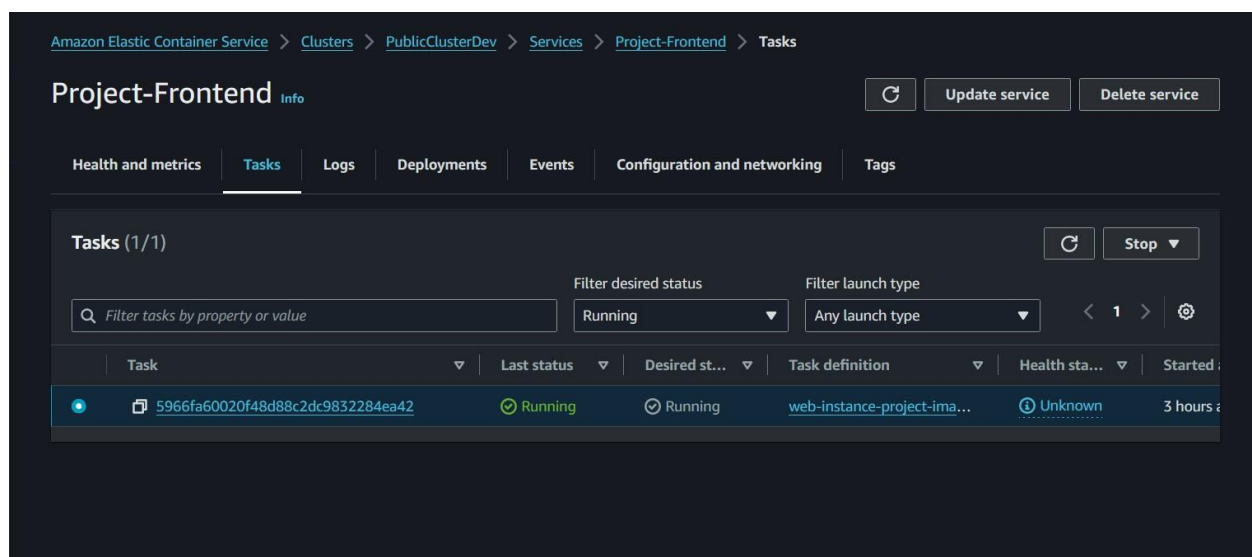 Amazon Elastic Container Service > Clusters > PublicClusterDev > Services > Project-Frontend > Tasks
Project-Frontend Info
Update service Delete service
Health and metrics Tasks Logs Deployments Events Configuration and networking Tags
Tasks (1/1)
Stop
Filter desired status Filter launch type
Filter tasks by property or value Running Any launch type 1
Task Last status Desired st... Task definition Health sta... Started
5966fa60020f48d88c2dc9832284ea42 Running Running web-instance-project-ima... Unknown 3 hours a